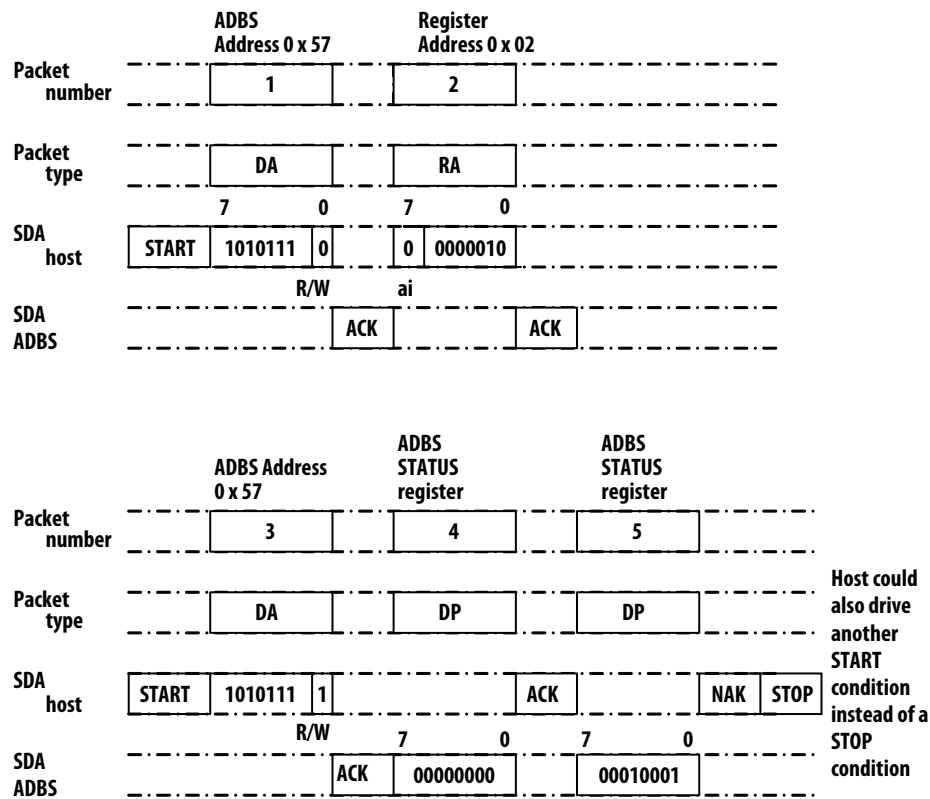 ADBS
Address 0 x 57
Register
Address 0 x 02
Packet
number
1
2
Packet
type
DA
RA
7 0
7 0
SDA
host
START
1010111
0
0
0000010
R/W
ai
SDA
ADBS
ACK
ACK
ADBS Address
0 x 57
ADBS
STATUS
register
ADBS
STATUS
register
Packet
number
3
4
5
Packet
type
DA
DP
DP
SDA
host
START
1010111
1
ACK
NAK
STOP
R/W
7 0
7 0
SDA
ADBS
ACK
00000000
00010001
Host could
also drive
another
START
condition
instead of a
STOP
condition